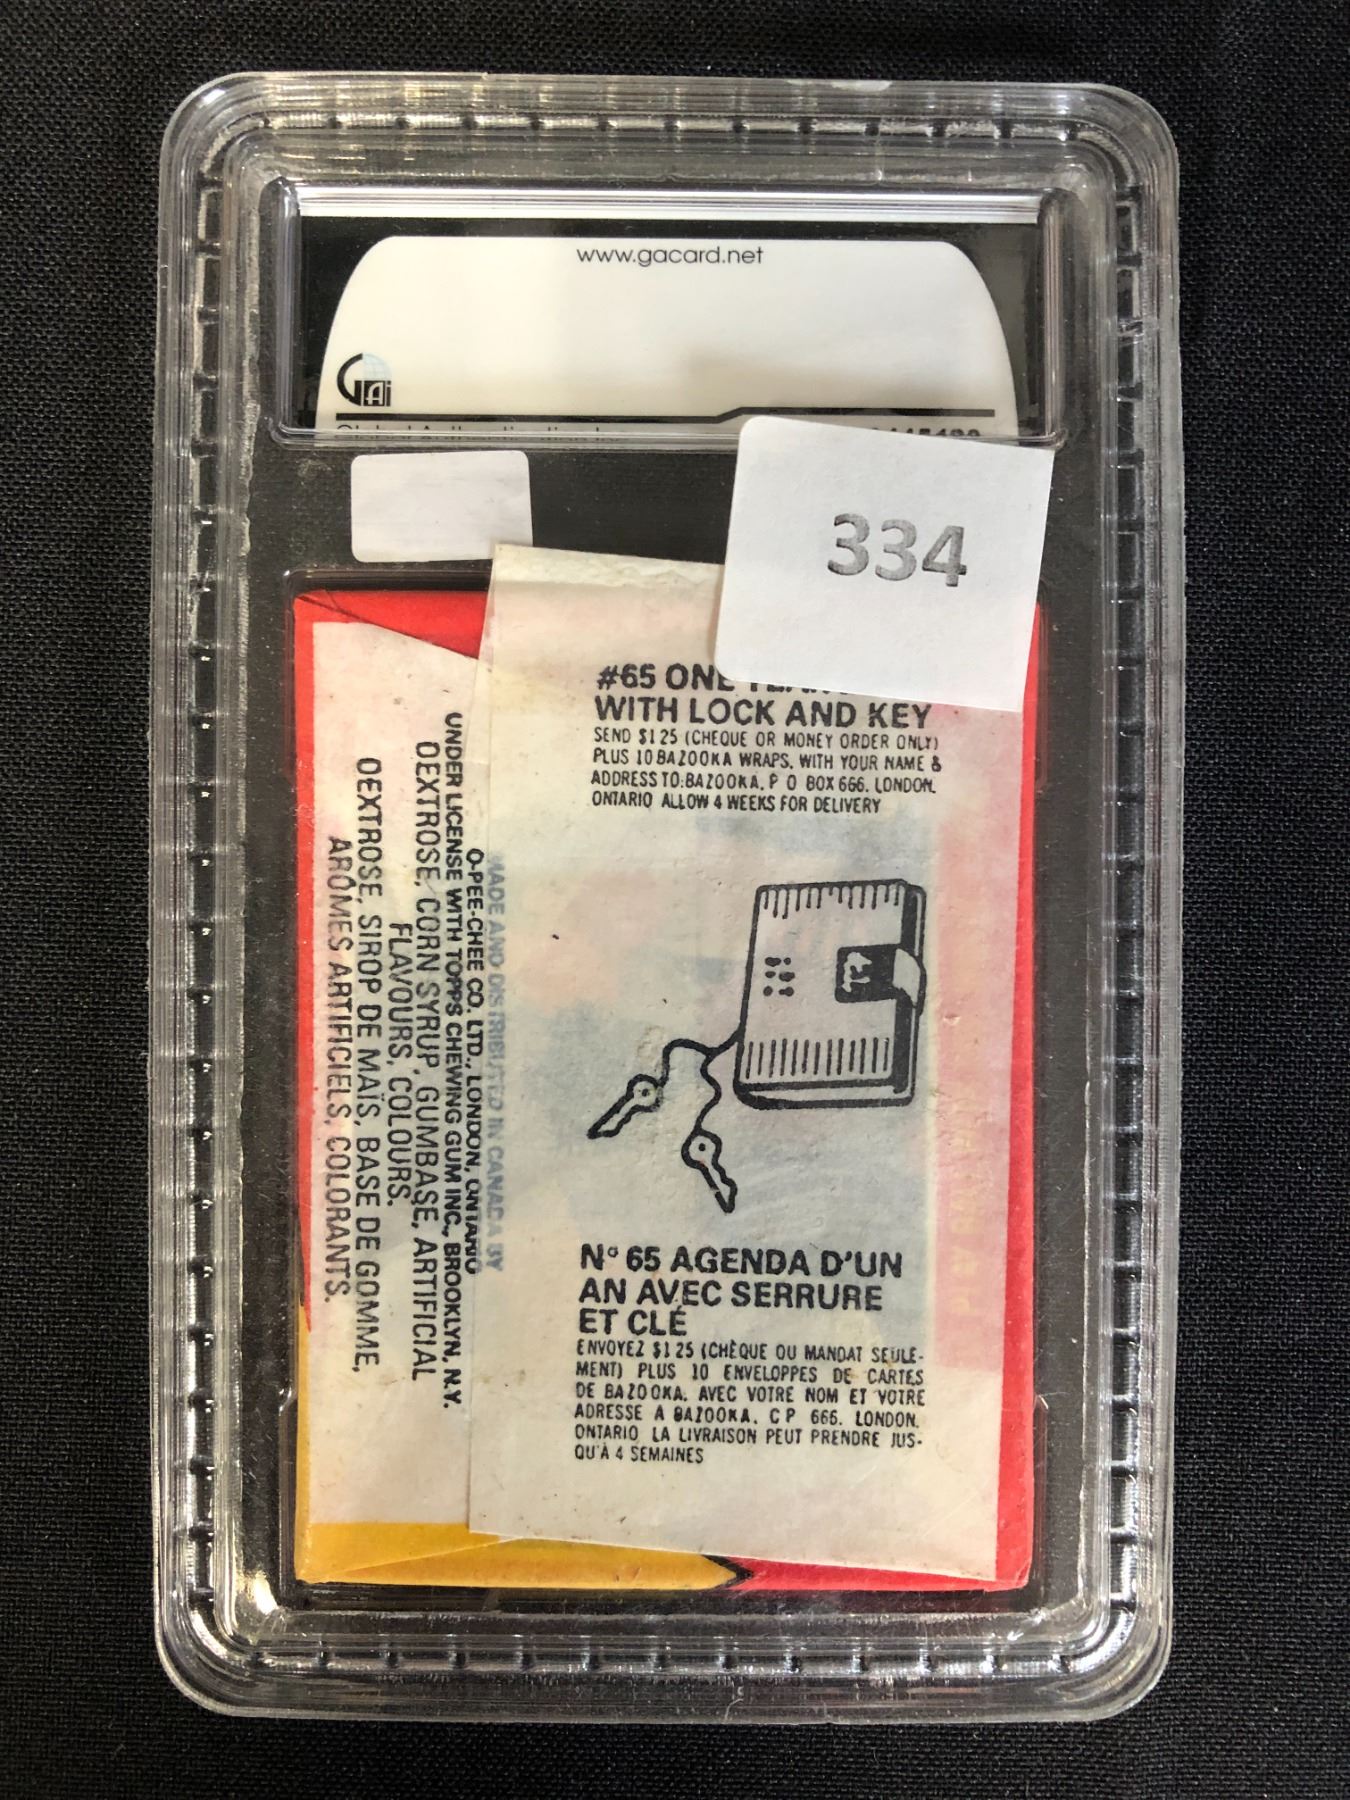 www.gacard.net
334
#65 ONE
WITH LOCK AND KEY
SEND $1 25 (CHEQUE OR MONEY ORDER ONLY)
PLUS 10 BAZOOKA WRAPS, WITH YOUR NAME &
ADDRESS TO: BAZOOKA, P O BOX 666, LONDON,
ONTARIO ALLOW 4 WEEKS FOR DELIVERY
Nº 65 AGENDA D'UN
AN AVEC SERRURE
ET CLÉ
ENVOYEZ $1 25 (CHÈQUE OU MANDAT SEULE-
MENT) PLUS 10 ENVELOPPES DE CARTES
DE BAZOOKA, AVEC VOTRE NOM ET VOTRE
ADRESSE A BAZOOKA, C P 666, LONDON,
ONTARIO LA LIVRAISON PEUT PRENDRE JUS-
QU'À 4 SEMAINES
MADE AND DISTRIBUTED IN CANADA BY
O-PEE-CHEE CO. LTD., LONDON, ONTARIO
UNDER LICENSE WITH TOPPS CHEWING GUM INC., BROOKLYN, N.Y.
DEXTROSE, CORN SYRUP, GUMBASE, ARTIFICIAL
FLAVOURS, COLOURS.
DEXTROSE, SIROP DE MAÏS, BASE DE GOMME,
ARÔMES ARTIFICIELS, COLORANTS.